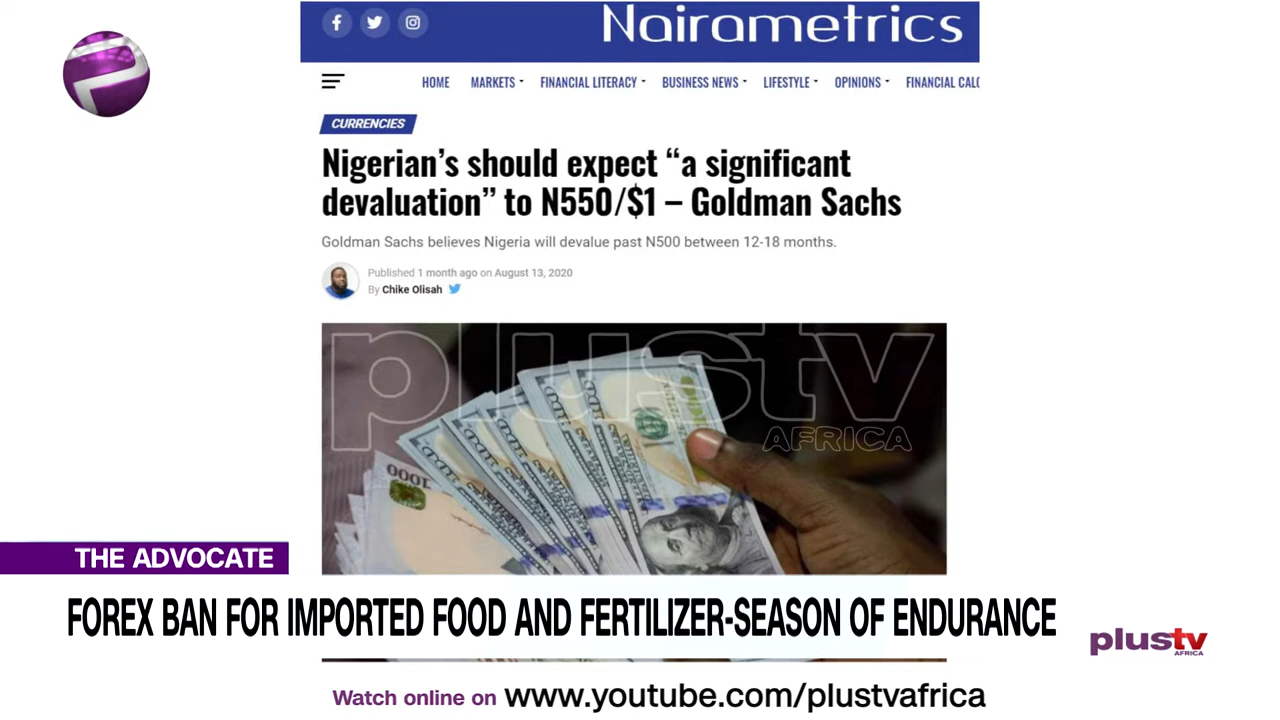 Nairametrics
HOME MARKETS FINANCIAL LITERACY BUSINESS NEWS LIFESTYLE OPINIONS FINANCIAL CALC
CURRENCIES
Nigerian’s should expect “a significant
devaluation” to N550/$1 – Goldman Sachs
Goldman Sachs believes Nigeria will devalue past N500 between 12-18 months.
Published 1 month ago on August 13, 2020
By Chike Olisah
plustv
AFRICA
1000
THE ADVOCATE
FOREX BAN FOR IMPORTED FOOD AND FERTILIZER-SEASON OF ENDURANCE
plustv
AFRICA
Watch online on www.youtube.com/plustvafrica